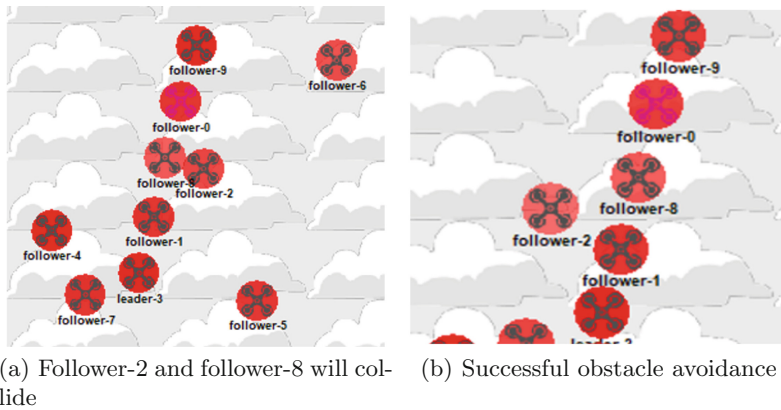 follower-9
follower-6
follower-0
follower-8
follower-2
follower-1
follower-4
leader-3
follower-7
follower-5
(a) Follower-2 and follower-8 will col-
lide
follower-9
follower-0
follower-8
follower-2
follower-1
leader-3
(b) Successful obstacle avoidance